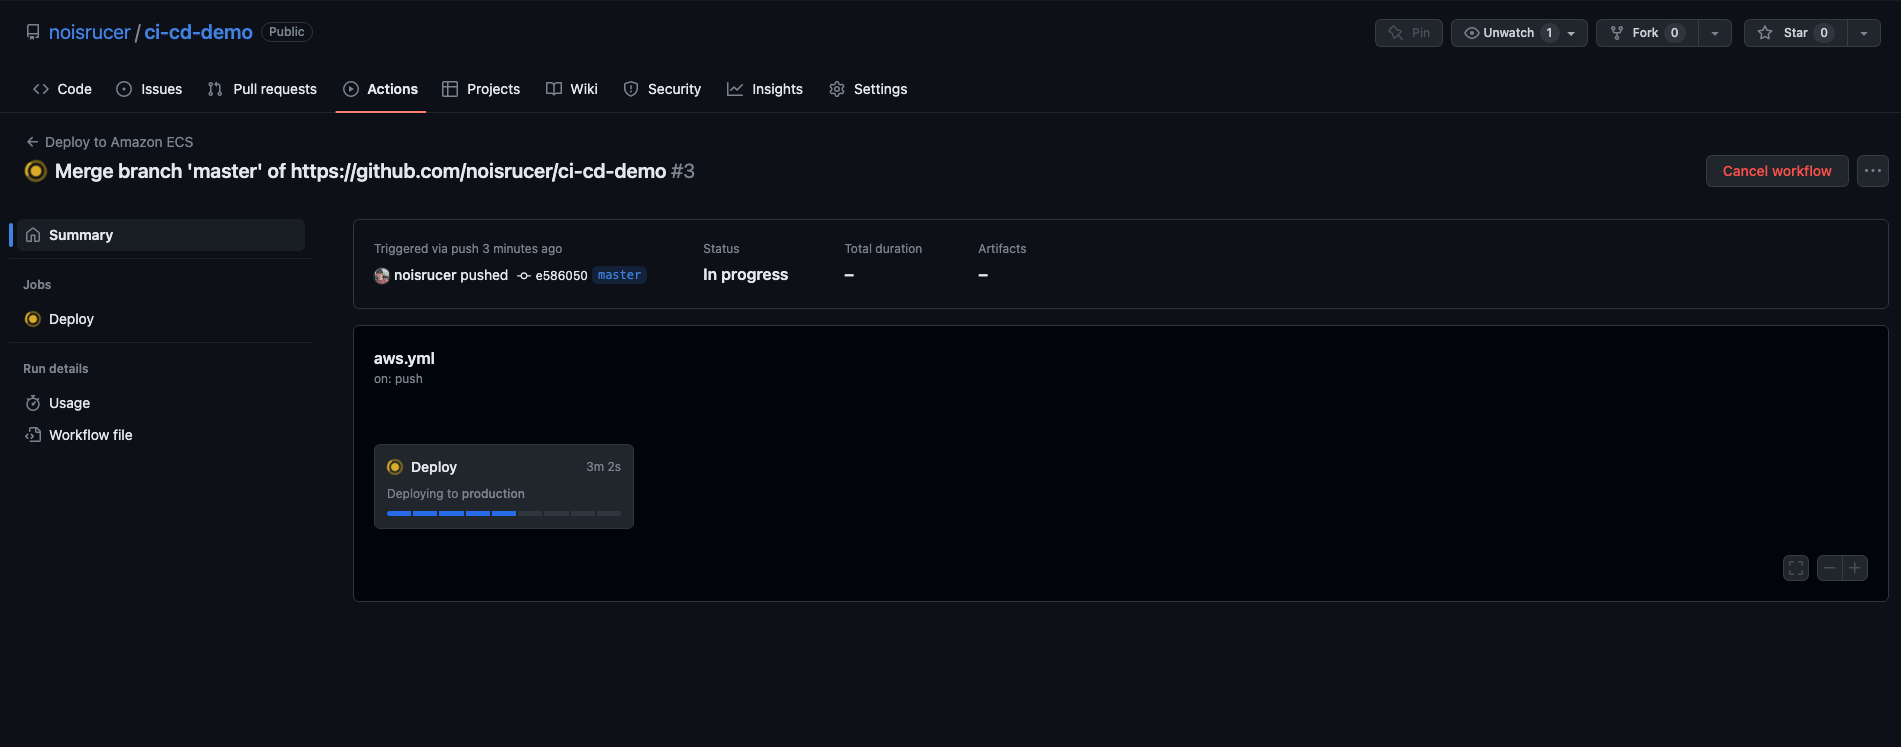 noisrucer / ci-cd-demo Public
Pin Unwatch 1 Fork 0 Star 0
Code Issues Pull requests Actions Projects Wiki Security Insights Settings
← Deploy to Amazon ECS
Merge branch 'master' of https://github.com/noisrucer/ci-cd-demo #3
Cancel workflow ···
Summary
Jobs
Deploy
Run details
Usage
Workflow file
Triggered via push 3 minutes ago
noisrucer pushed e586050 master
Status
In progress
Total duration
–
Artifacts
–
aws.yml
on: push
Deploy 3m 2s
Deploying to production